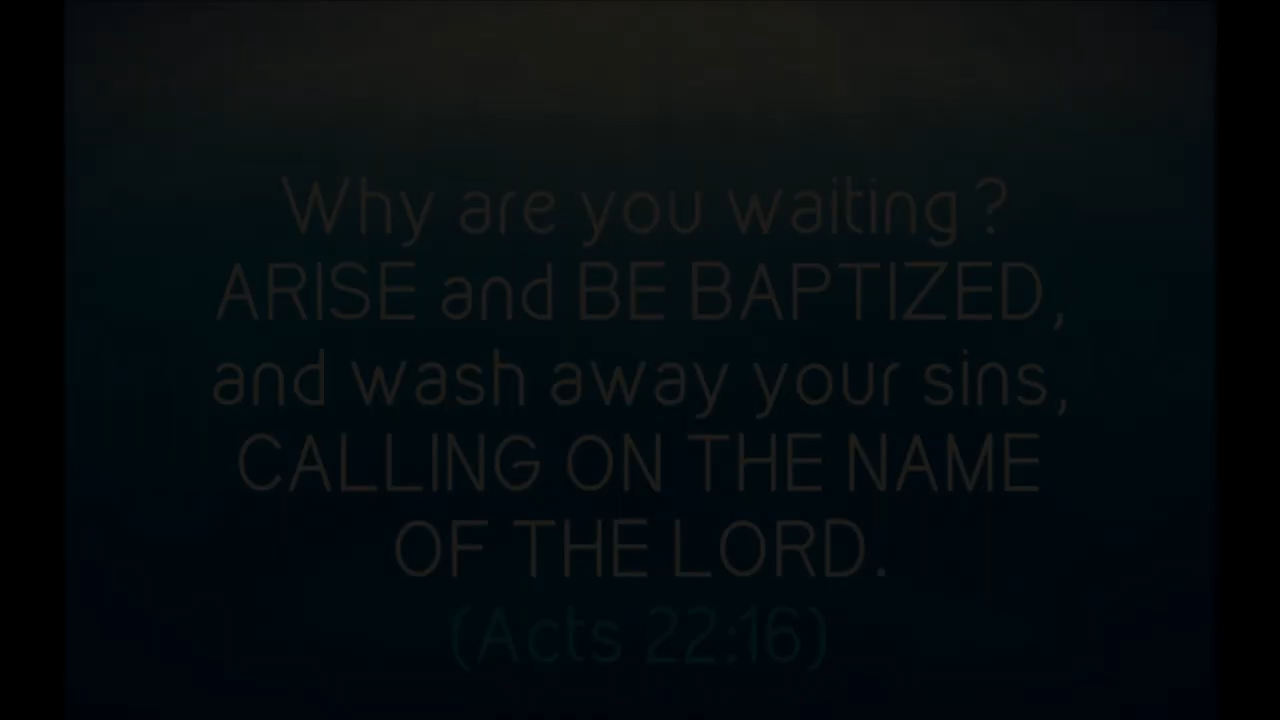 Why are you waiting?
ARISE and BE BAPTIZED,
and wash away your sins,
CALLING ON THE NAME
OF THE LORD.
(Acts 22:16)